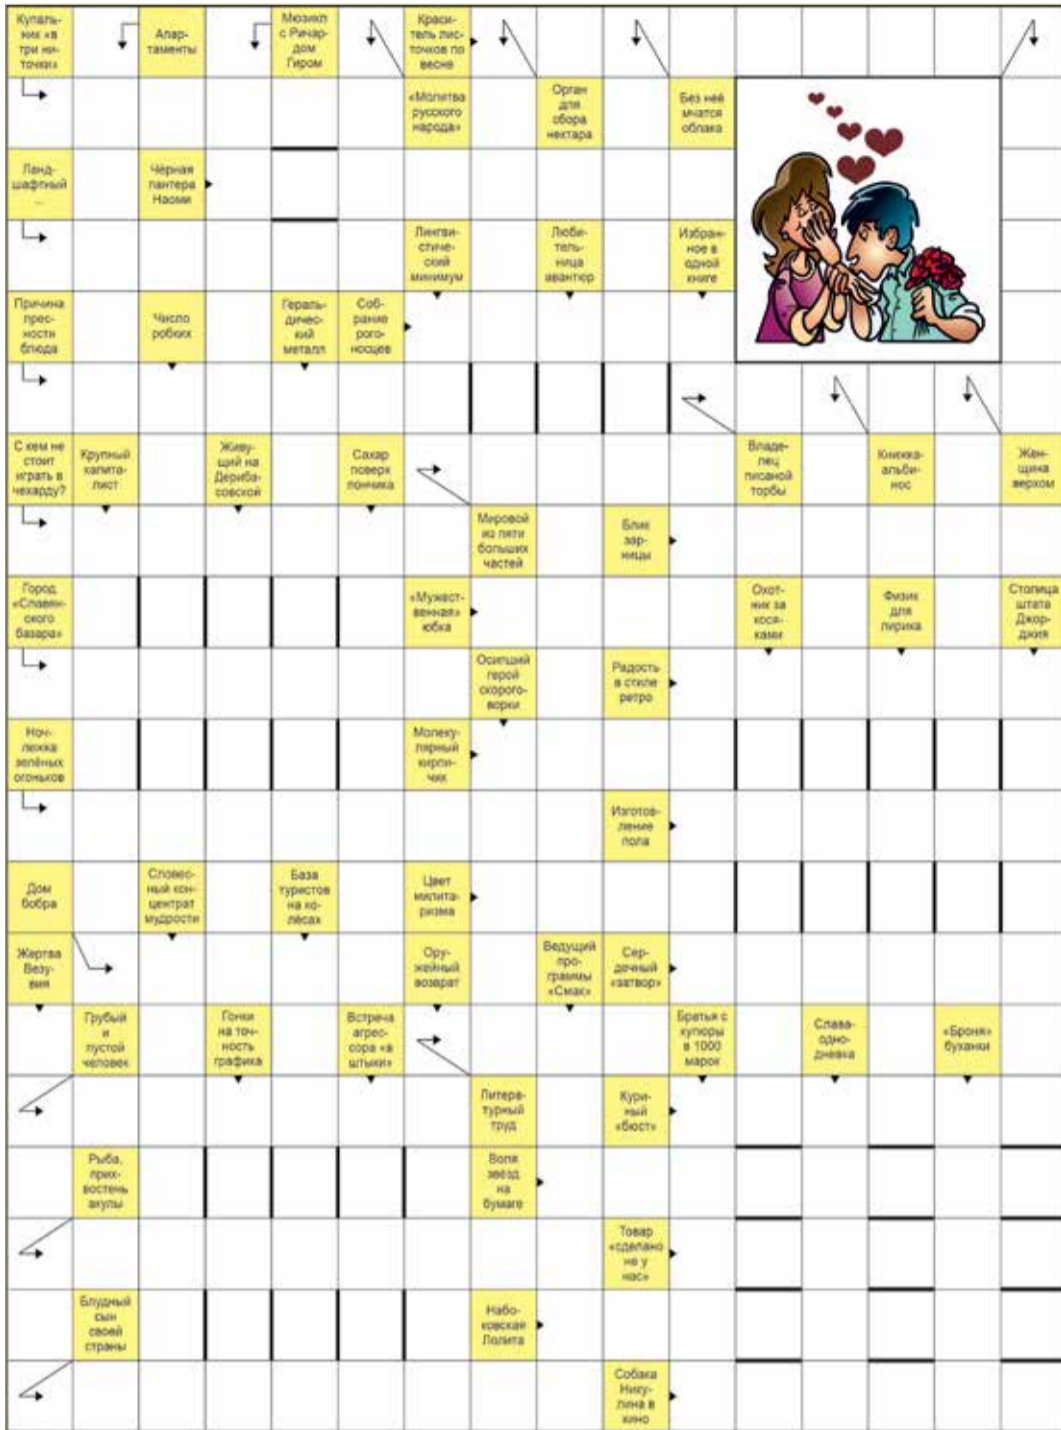 Купаль-
ник «в
три ни-
точки»
Апар-
таменты
Мюзикл
с Ричар-
дом
Гиром
Краси-
тель лис-
точков по
весне
«Молитва
русского
народа»
Орган
для
сбора
нектара
Без неё
мчатся
облака
Ланд-
шафтный
...
Чёрная
пантера
Наоми
Лингви-
стиче-
ский
минимум
Люби-
тель-
ница
авантюр
Избран-
ное в
одной
книге
Причина
прес-
ности
блюда
Число
робких
Гераль-
дичес-
кий
металл
Соб-
рание
рого-
носцев
С кем не
стоит
играть в
чехарду?
Крупный
капита-
лист
Живу-
щий на
Дериба-
совской
Сахар
поверх
пончика
Владе-
лец
писаной
торбы
Книжка-
альби-
нос
Жен-
щина
верхом
Мировой
из пяти
больших
частей
Блик
зар-
ницы
Город
«Славян-
ского
базара»
«Мужест-
венная»
юбка
Охот-
ник за
кося-
ками
Физик
для
лирика
Столица
штата
Джор-
джия
Осипший
герой
скорого-
ворки
Радость
в стиле
ретро
Ноч-
лежка
зелёных
огоньков
Молеку-
лярный
кирпи-
чик
Изготов-
ление
пола
Дом
бобра
Словес-
ный кон-
центрат
мудрости
База
туристов
на ко-
лёсах
Цвет
милита-
ризма
Жертва
Везу-
вия
Ору-
жейный
возврат
Ведущий
про-
граммы
«Смак»
Сер-
дечный
«затвор»
Грубый
и
пустой
человек
Гонки
на точ-
ность
графика
Встреча
агрес-
сора «в
штыки»
Братья с
купюры
в 1000
марок
Слава-
одно-
дневка
«Броня»
буханки
Литера-
турный
труд
Кури-
ный
«бюст»
Рыба,
прих-
востень
акулы
Воля
звёзд
на
бумаге
Товар
«сделано
не у
нас»
Блудный
сын
своей
страны
Набо-
ковская
Лолита
Собака
Нику-
лина в
кино